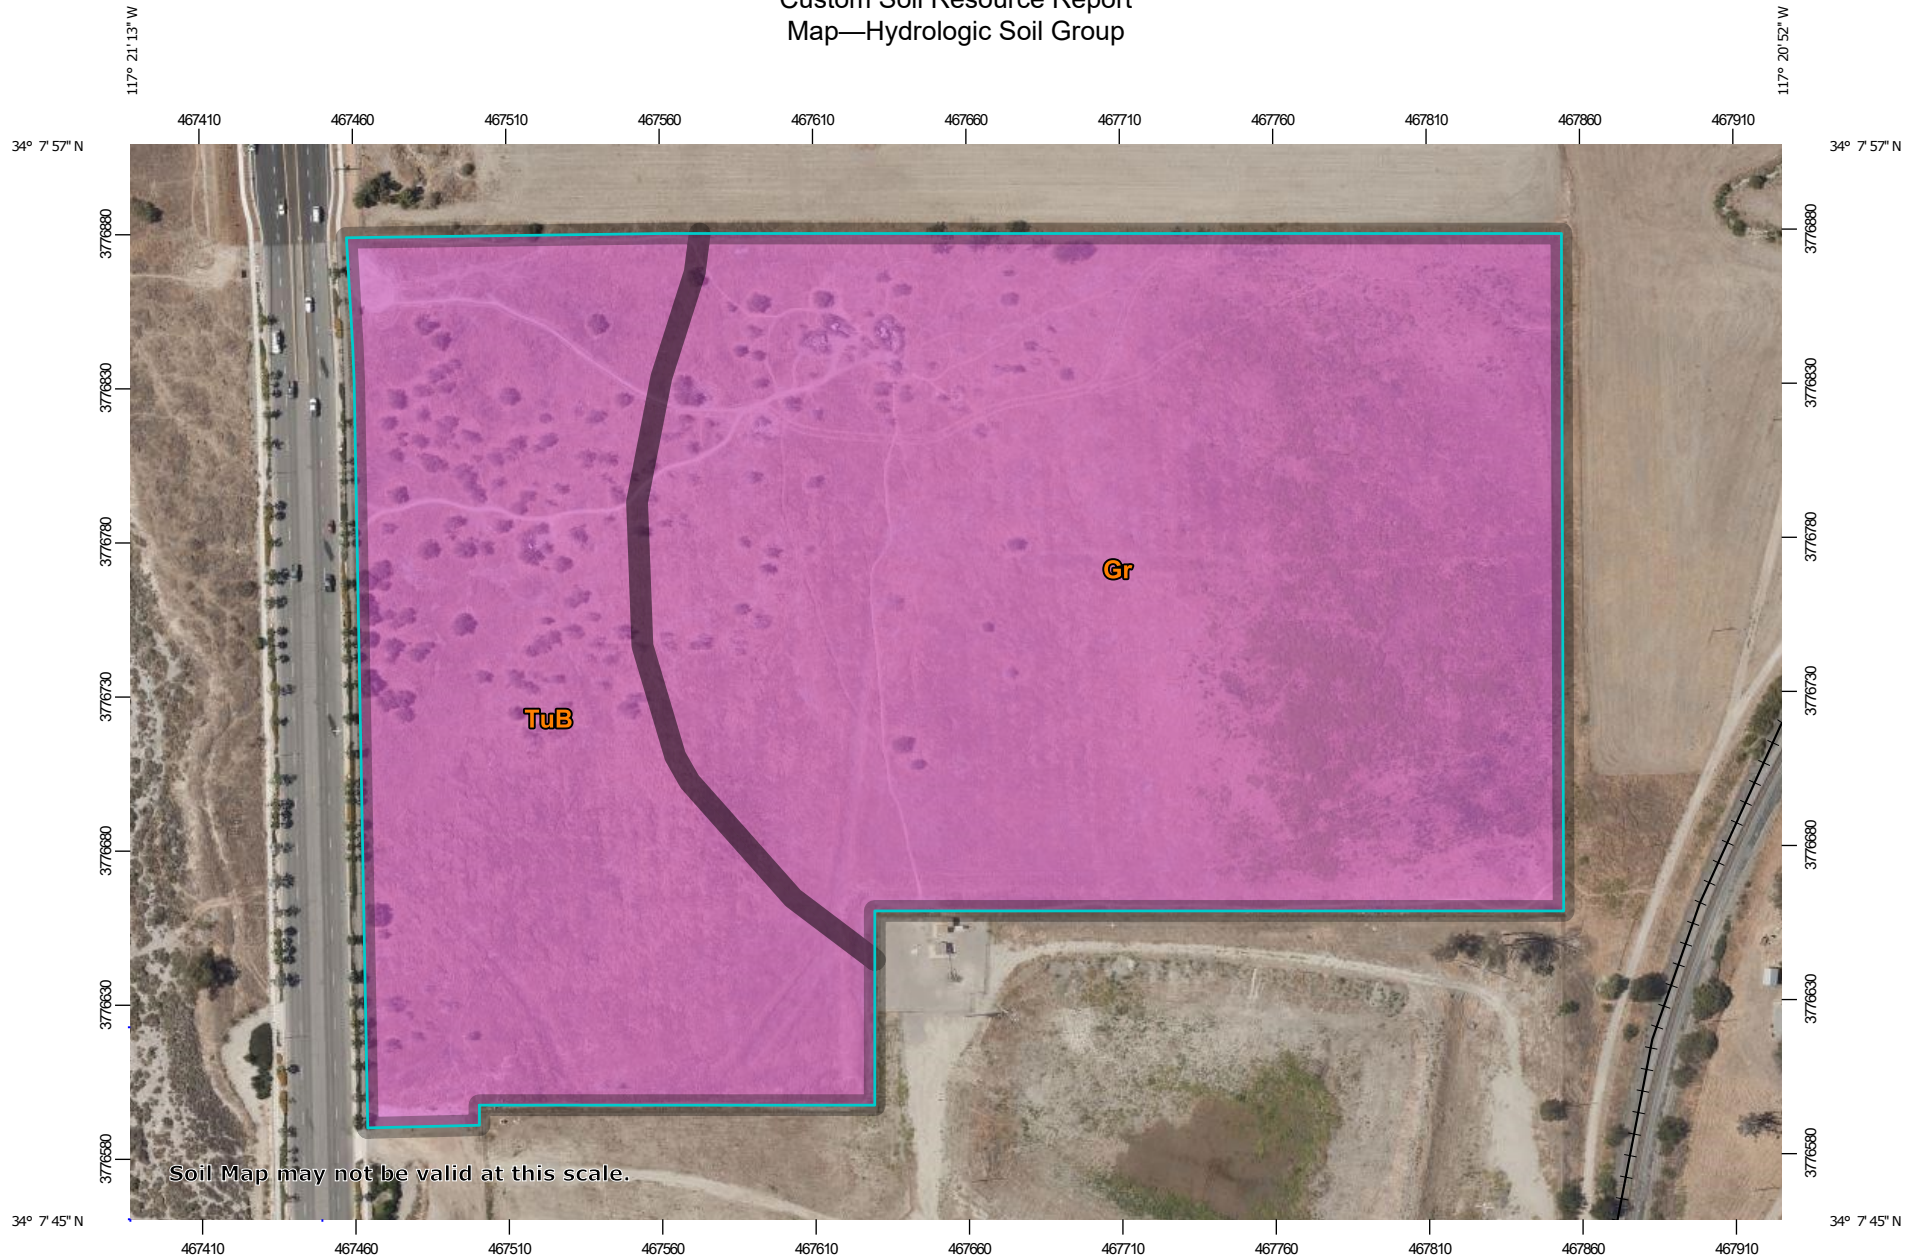 Custom Soil Resource Report
Map—Hydrologic Soil Group
117° 21' 13" W
117° 20' 52" W
467410 467460 467510 467560 467610 467660 467710 467760 467810 467860 467910
34° 7' 57" N
34° 7' 57" N
3776880
3776880
3776830
3776830
3776780
3776780
Gr
3776730
3776730
TuB
3776680
3776680
3776630
3776630
3776580
3776580
Soil Map may not be valid at this scale.
34° 7' 45" N
34° 7' 45" N
467410 467460 467510 467560 467610 467660 467710 467760 467810 467860 467910